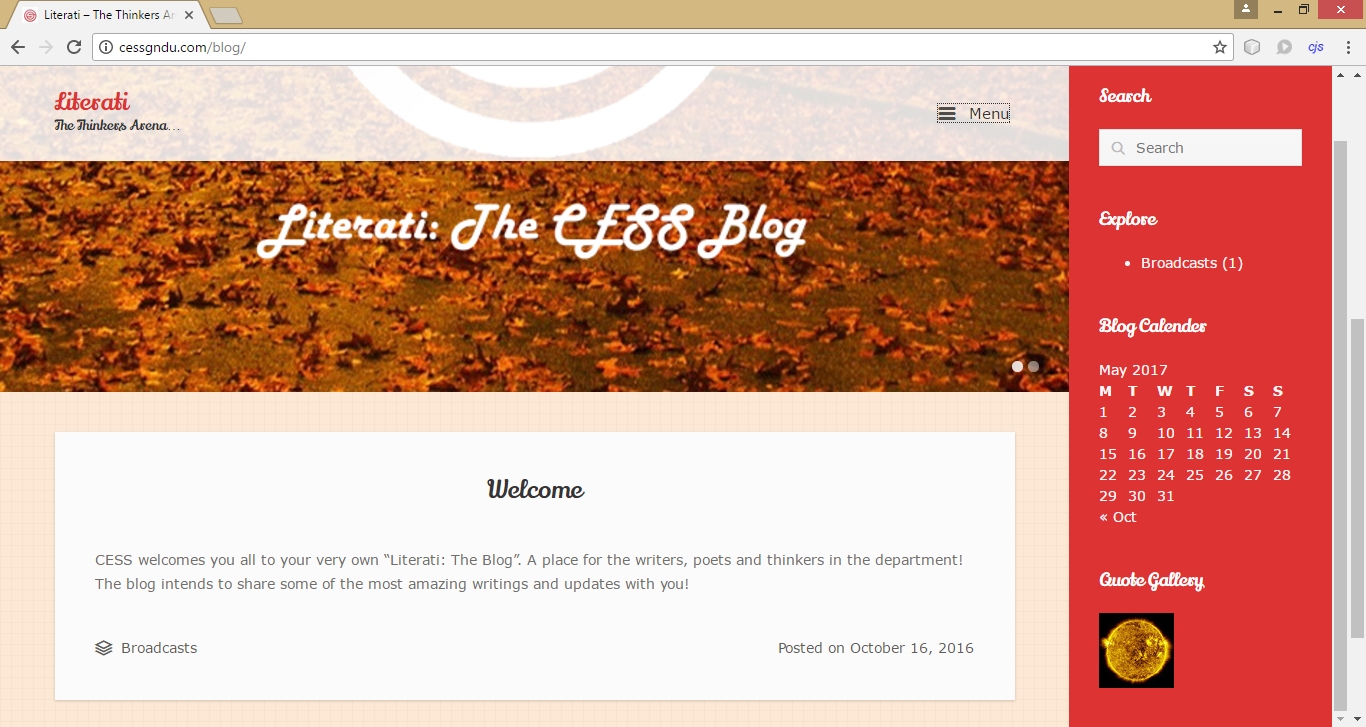 Literati – The Thinkers Ar
cessgndu.com/blog/
cjs
Literati
The Thinkers Arena...
Menu
Literati: The CESS Blog
Welcome
CESS welcomes you all to your very own “Literati: The Blog”. A place for the writers, poets and thinkers in the department!
The blog intends to share some of the most amazing writings and updates with you!
Broadcasts
Posted on October 16, 2016
Search
Search
Explore
• Broadcasts (1)
Blog Calender
May 2017
M T W T F S S
1 2 3 4 5 6 7
8 9 10 11 12 13 14
15 16 17 18 19 20 21
22 23 24 25 26 27 28
29 30 31
« Oct
Quote Gallery